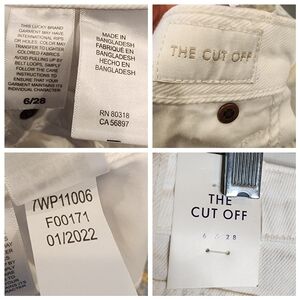 THIS LUCKY BRAND
GARMENT MAY HAVE
INTENTIONAL RIPS
OR HOLES. COLOR MAY
TRANSFER TO LIGHTER
COLORED FABRICS
AVOID PULLING UP BY
BELT LOOPS. SIMPLY
FOLLOW THE CARE
INSTRUCTIONS TO
ENSURE YOUR GARMENT
MAINTAINS ITS
INDIVIDUAL CHARACTER
6/28
MADE IN
BANGLADESH
FABRIQUÉ EN
BANGLADESH
HECHO EN
BANGLADESH
RN 80318
CA 56897
THE CUT OFF
7WP11006
F00171
01/2022
THE
CUT OFF
6 28